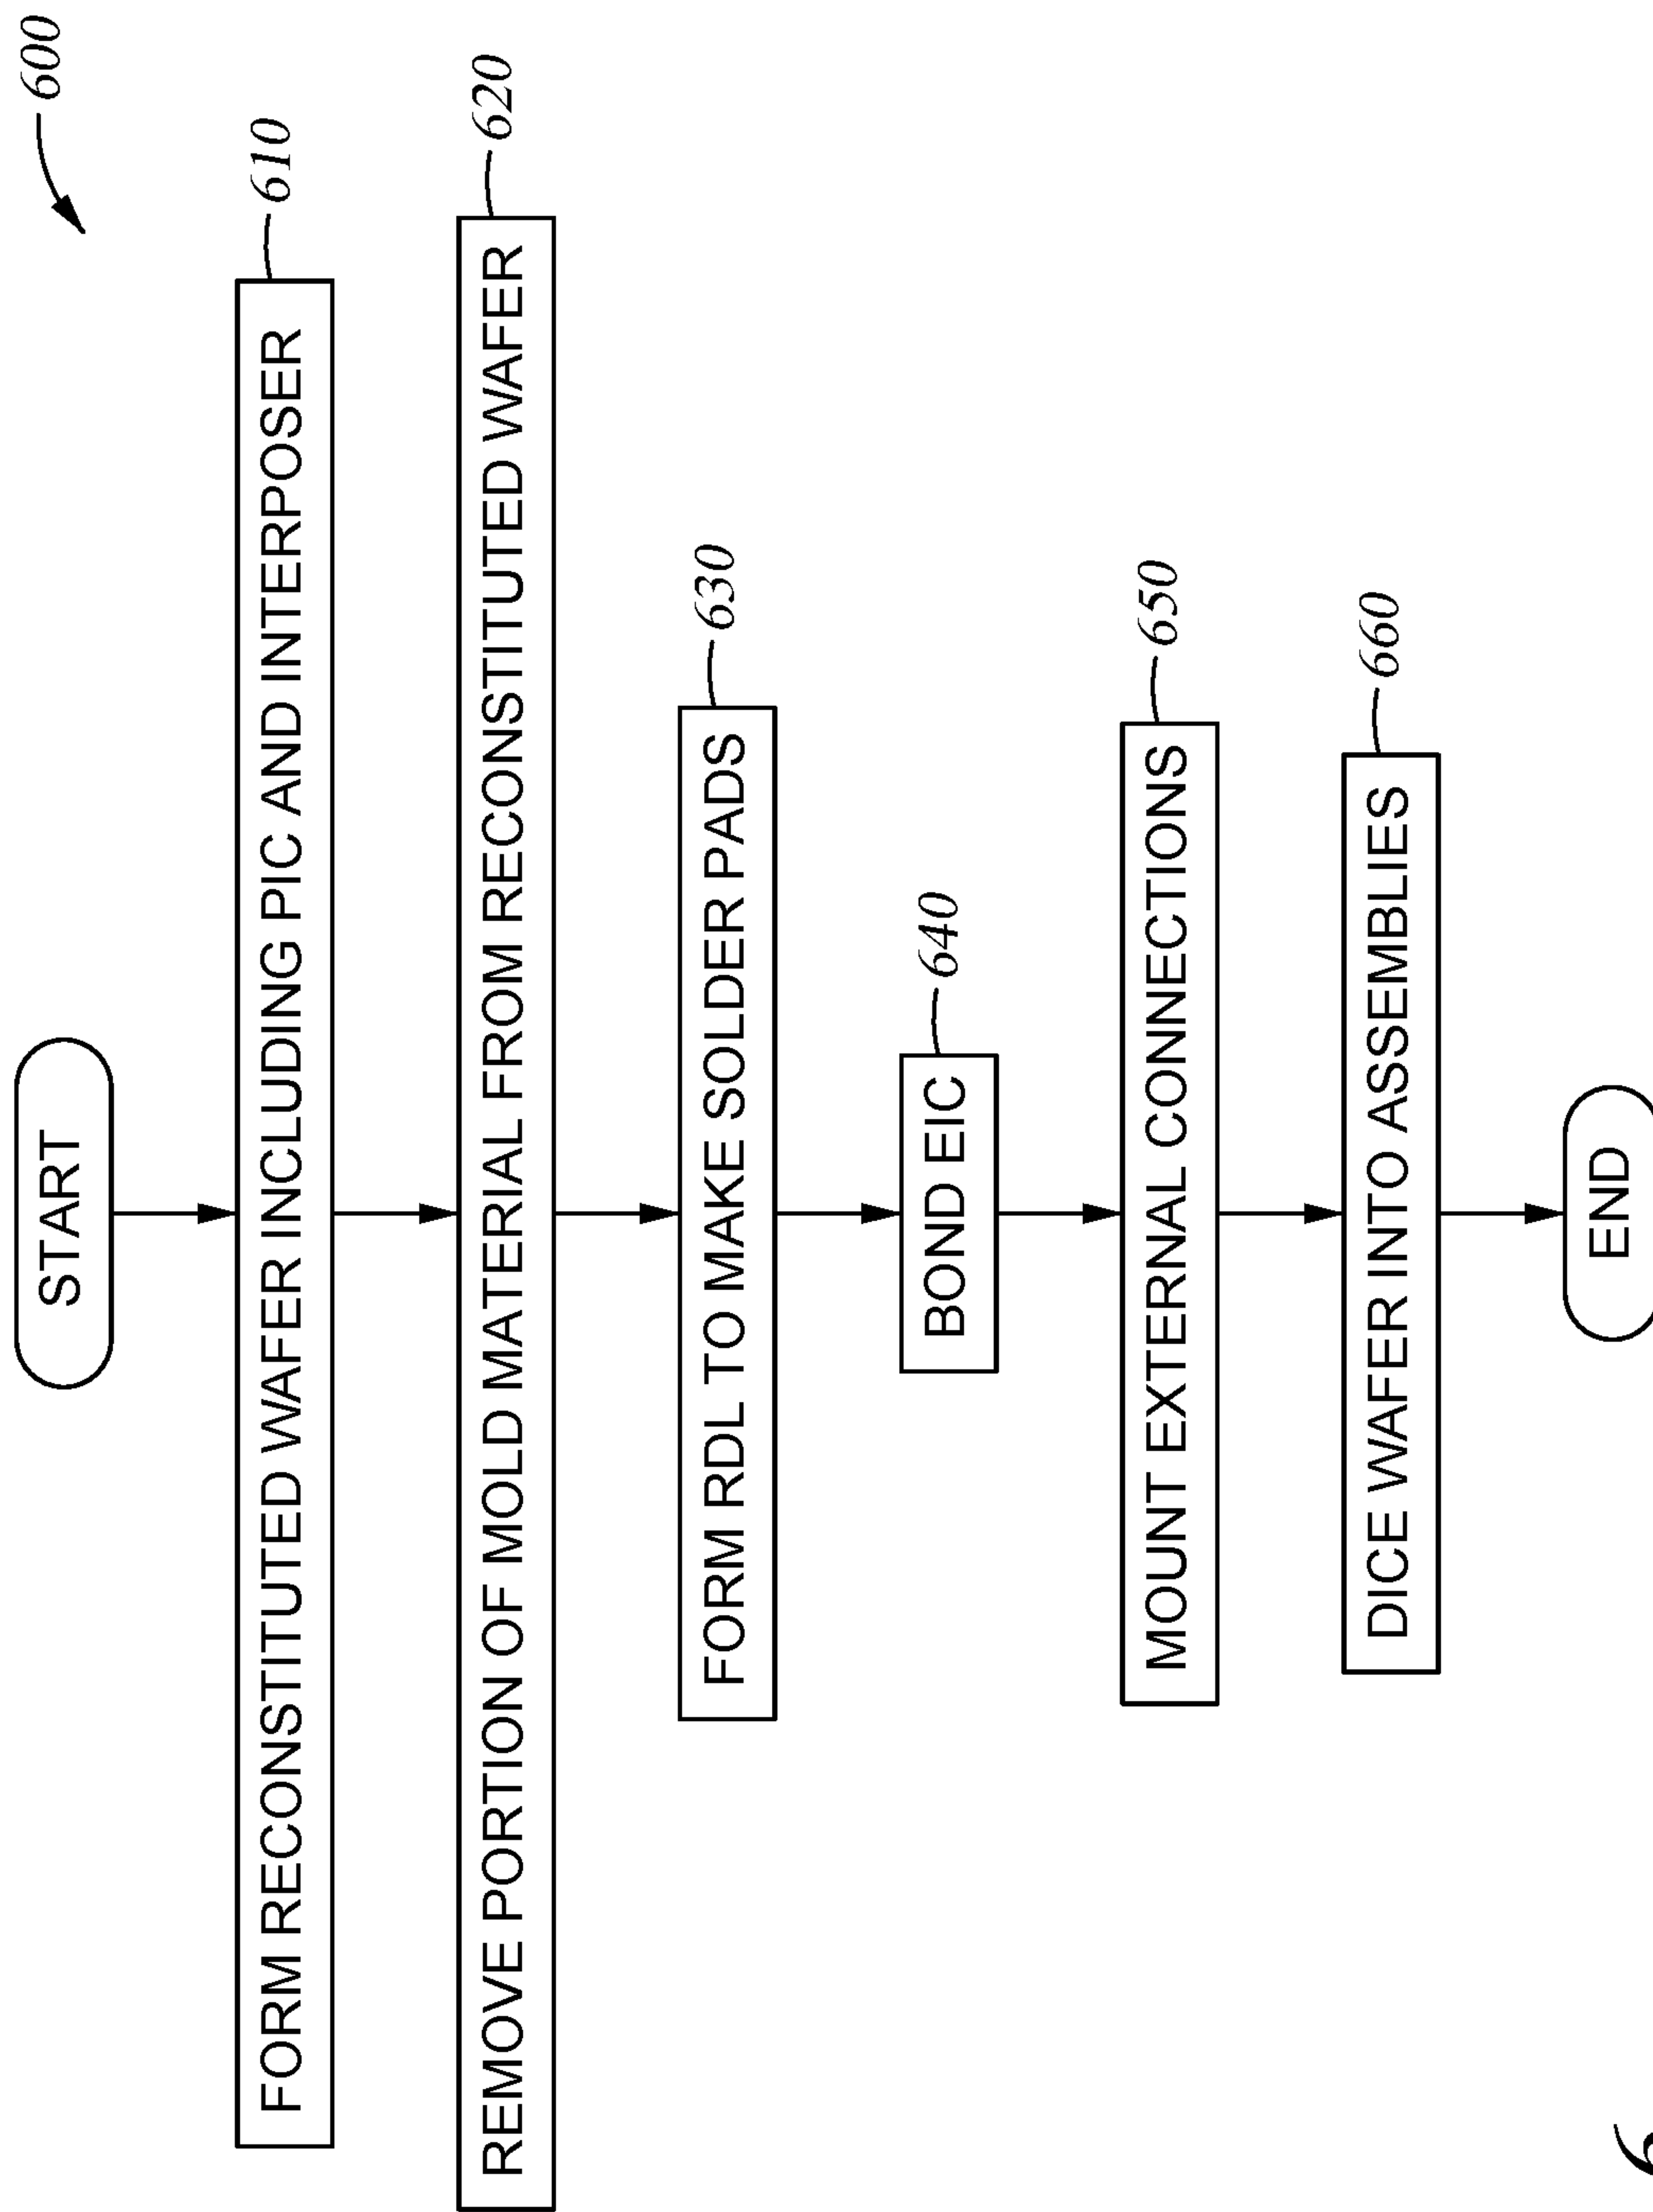 600
START
FORM RECONSTITUTED WAFER INCLUDING PIC AND INTERPOSER
610
REMOVE PORTION OF MOLD MATERIAL FROM RECONSTITUTED WAFER
620
FORM RDL TO MAKE SOLDER PADS
630
BOND EIC
640
MOUNT EXTERNAL CONNECTIONS
650
DICE WAFER INTO ASSEMBLIES
660
END